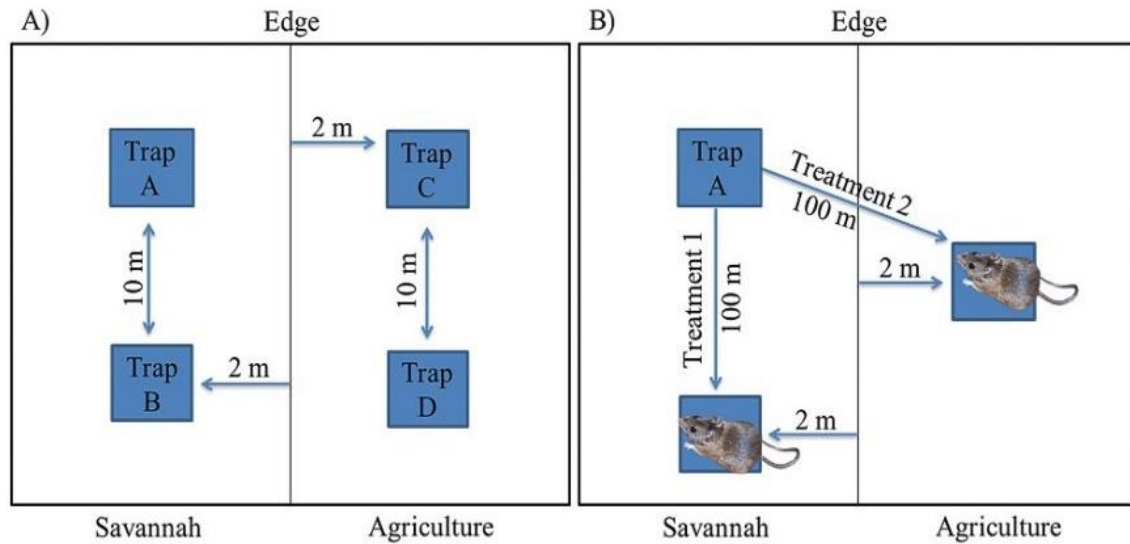 A)
Edge
Trap
A
2 m
Trap
C
10 m
10 m
Trap
B
2 m
Trap
D
Savannah
Agriculture
B)
Edge
Trap
A
Treatment 2
100 m
Treatment 1
100 m
2 m
2 m
Savannah
Agriculture